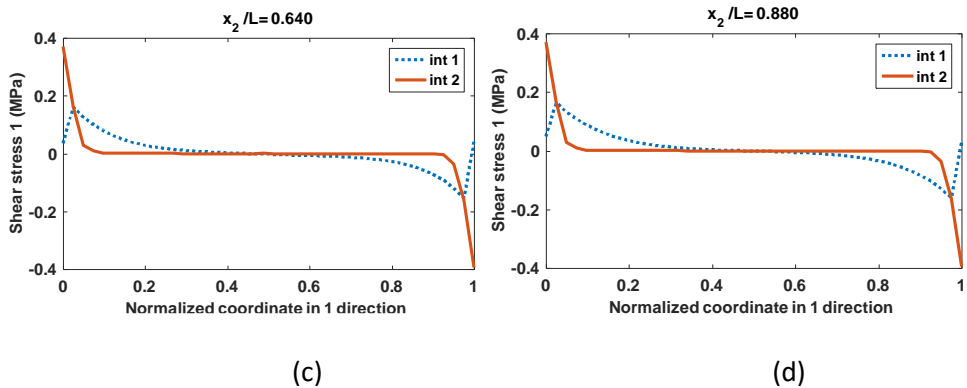 x2/L= 0.640
0.4
0.2
0
-0.2
-0.4
Shear stress 1 (MPa)
int 1
int 2
0 0.2 0.4 0.6 0.8 1
Normalized coordinate in 1 direction
(c)
x2/L= 0.880
0.4
0.2
0
-0.2
-0.4
Shear stress 1 (MPa)
int 1
int 2
0 0.2 0.4 0.6 0.8 1
Normalized coordinate in 1 direction
(d)